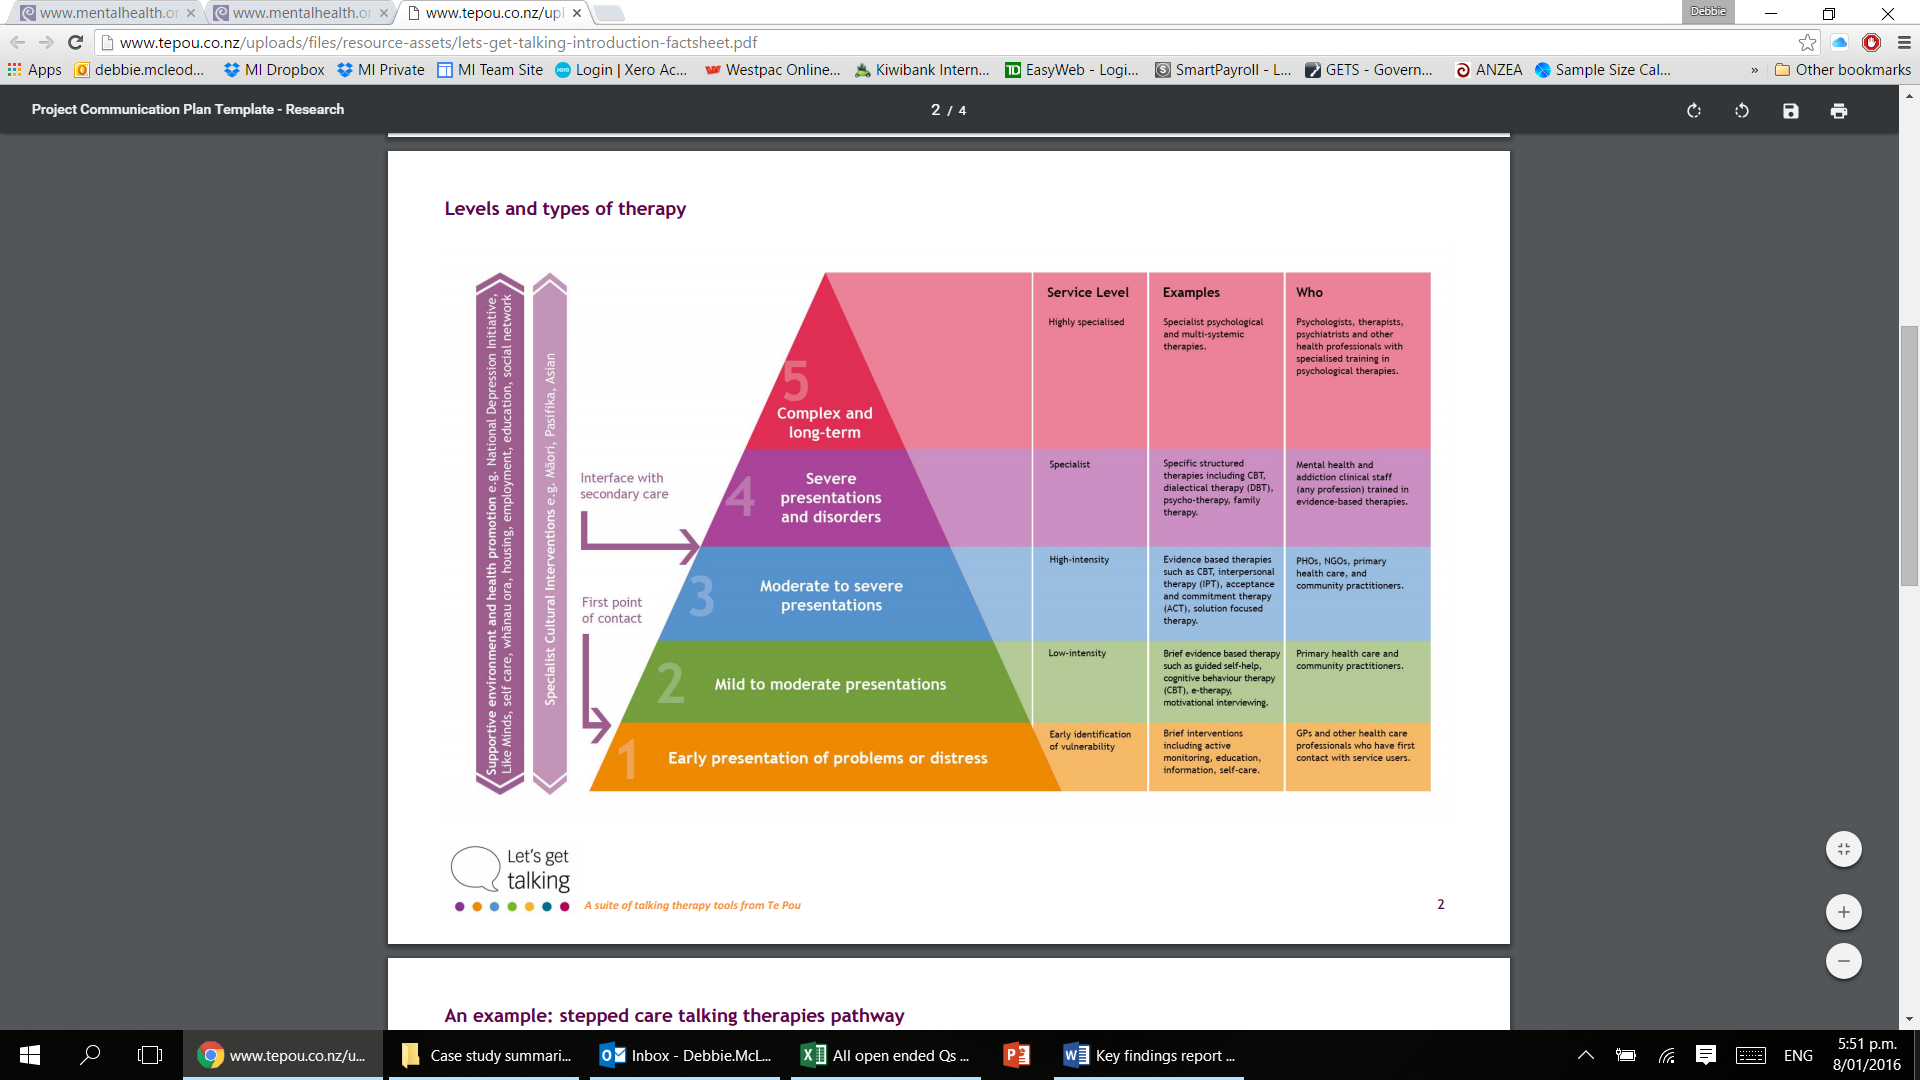 www.mentalhealth.or
www.mentalhealth.or
www.tepou.co.nz/upl
Debbie
www.tepou.co.nz/uploads/files/resource-assets/lets-get-talking-introduction-factsheet.pdf
Apps
debbie.mcleod...
MI Dropbox
MI Private
MI Team Site
Login | Xero Ac...
Westpac Online...
Kiwibank Intern...
EasyWeb - Logi...
SmartPayroll - L...
GETS - Govern...
ANZEA
Sample Size Cal...
»
Other bookmarks
Project Communication Plan Template - Research
2 / 4
Levels and types of therapy
Supportive environment and health promotion e.g. National Depression Initiative,
Like Minds, self care, whānau ora, housing, employment, education, social network
Specialist Cultural Interventions e.g. Māori, Pasifika, Asian
Interface with
secondary care
First point
of contact
5
Complex and
long-term
4
Severe
presentations
and disorders
3
Moderate to severe
presentations
2
Mild to moderate presentations
1
Early presentation of problems or distress
Service Level
Examples
Who
Highly specialised
Specialist psychological
and multi-systemic
therapies.
Psychologists, therapists,
psychiatrists and other
health professionals with
specialised training in
psychological therapies.
Specialist
Specific structured
therapies including CBT,
dialectical therapy (DBT),
psycho-therapy, family
therapy.
Mental health and
addiction clinical staff
(any profession) trained in
evidence-based therapies.
High-intensity
Evidence based therapies
such as CBT, interpersonal
therapy (IPT), acceptance
and commitment therapy
(ACT), solution focused
therapy.
PHOs, NGOs, primary
health care, and
community practitioners.
Low-intensity
Brief evidence based therapy
such as guided self-help,
cognitive behaviour therapy
(CBT), e-therapy,
motivational interviewing.
Primary health care and
community practitioners.
Early identification
of vulnerability
Brief interventions
including active
monitoring, education,
information, self-care.
GPs and other health care
professionals who have first
contact with service users.
Let's get
talking
A suite of talking therapy tools from Te Pou
2
An example: stepped care talking therapies pathway
www.tepou.co.nz/u...
Case study summari...
Inbox - Debbie.McL...
All open ended Qs ...
Key findings report ...
ENG
5:51 p.m.
8/01/2016